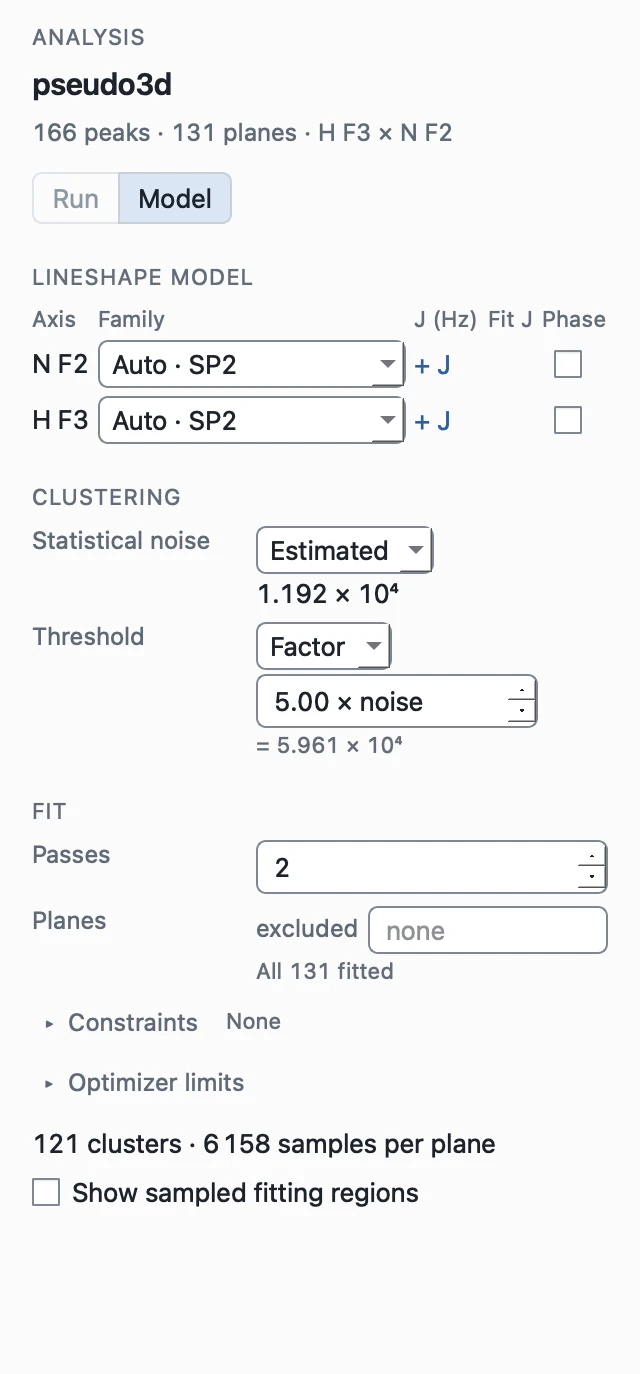 ANALYSIS
pseudo3d
166 peaks · 131 planes · H F3 × N F2
Run Model
LINESHAPE MODEL
Axis Family J (Hz) Fit J Phase
N F2 Auto · SP2 + J
H F3 Auto · SP2 + J
CLUSTERING
Statistical noise Estimated
1.192 × 10⁴
Threshold Factor
5.00 × noise
= 5.961 × 10⁴
FIT
Passes 2
Planes excluded none
All 131 fitted
▸ Constraints None
▸ Optimizer limits
121 clusters · 6 158 samples per plane
Show sampled fitting regions